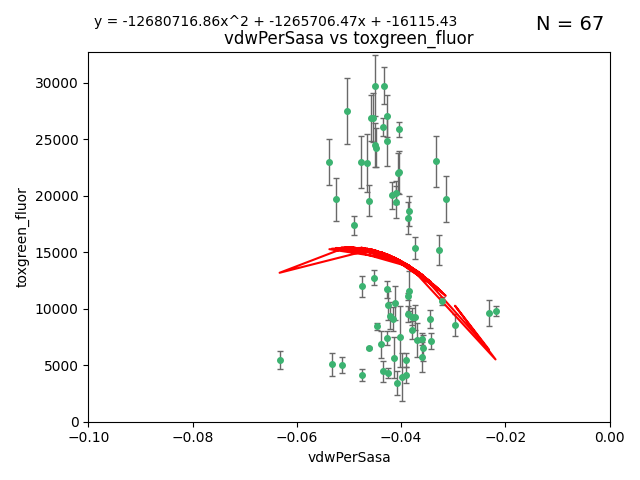 y = -12680716.86x^2 + -1265706.47x + -16115.43
N = 67
vdwPerSasa vs toxgreen_fluor
30000
25000
20000
15000
10000
5000
0
toxgreen_fluor
−0.10 −0.08 −0.06 −0.04 −0.02 0.00
vdwPerSasa